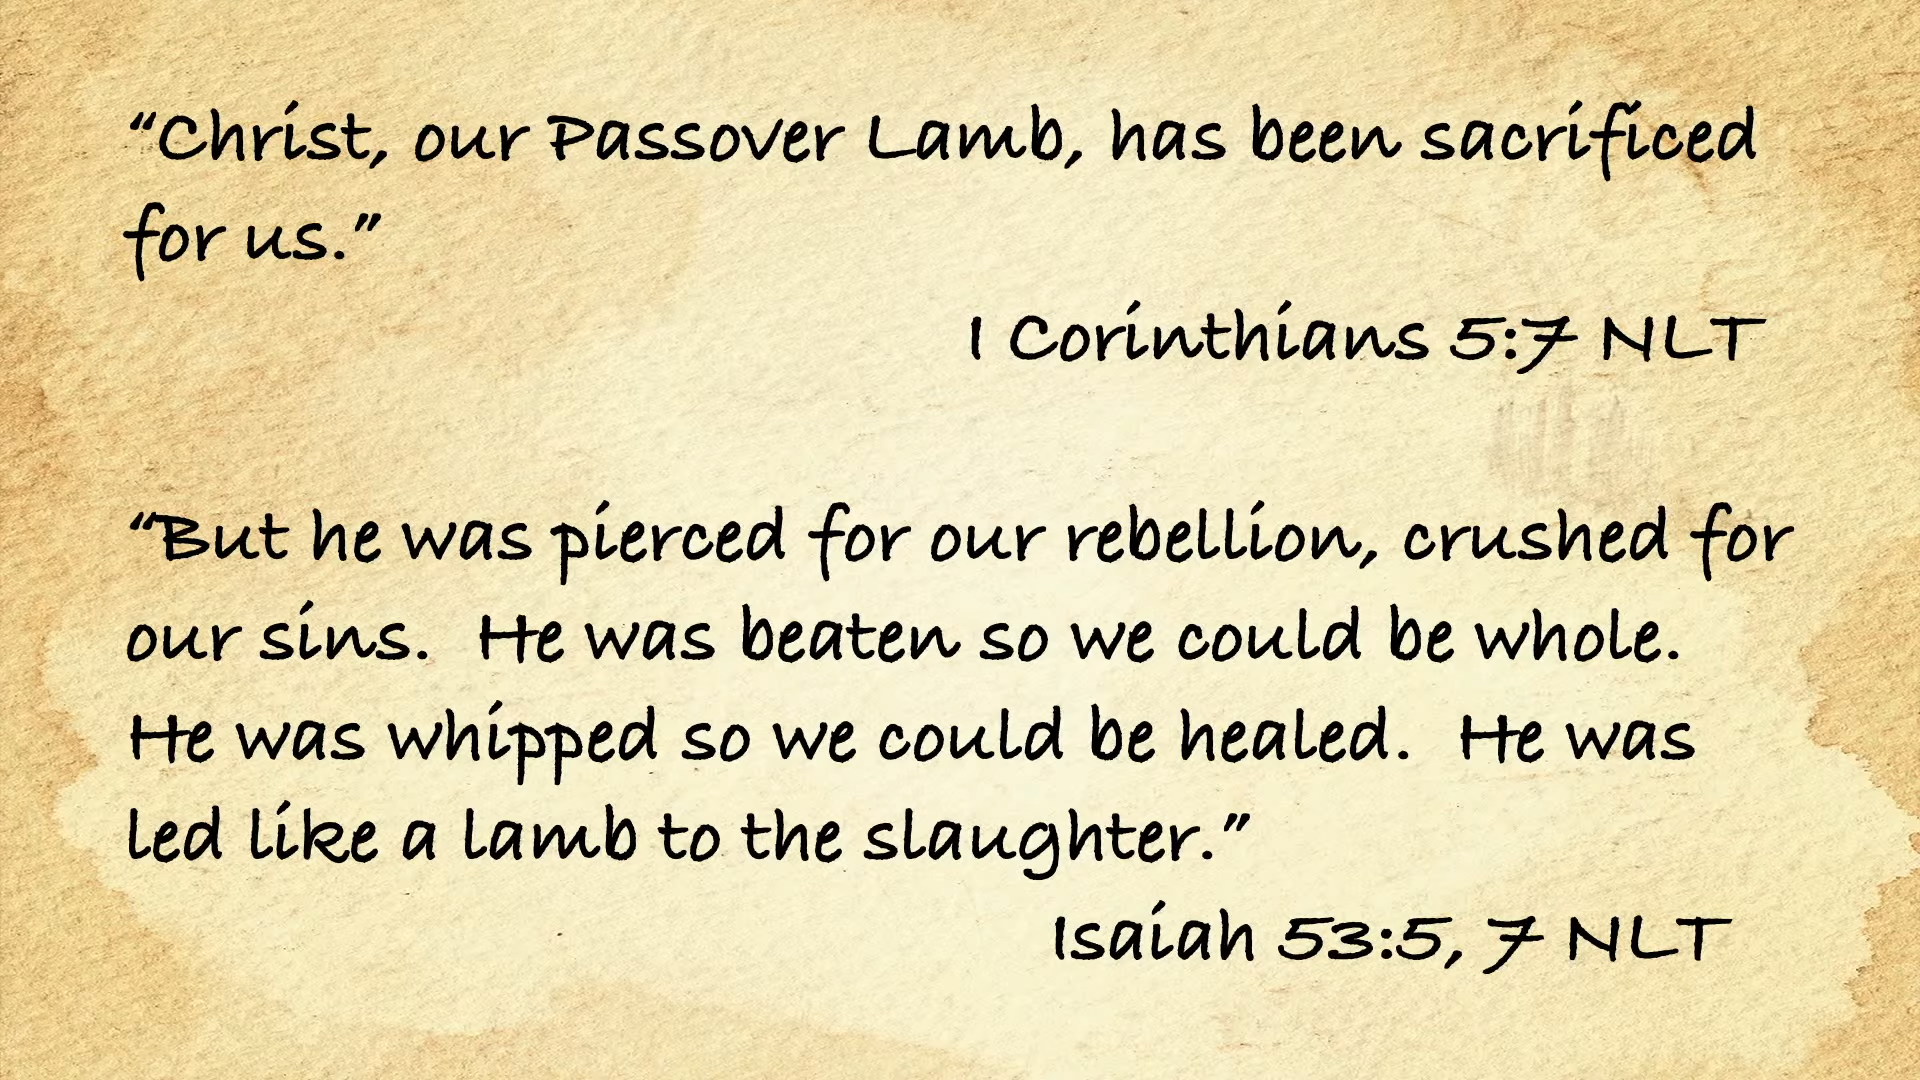 “Christ, our Passover Lamb, has been sacrificed
for us.”
1 Corinthians 5:7 NLT
“But he was pierced for our rebellion, crushed for
our sins.  He was beaten so we could be whole.
He was whipped so we could be healed.  He was
led like a lamb to the slaughter.”
Isaiah 53:5, 7 NLT